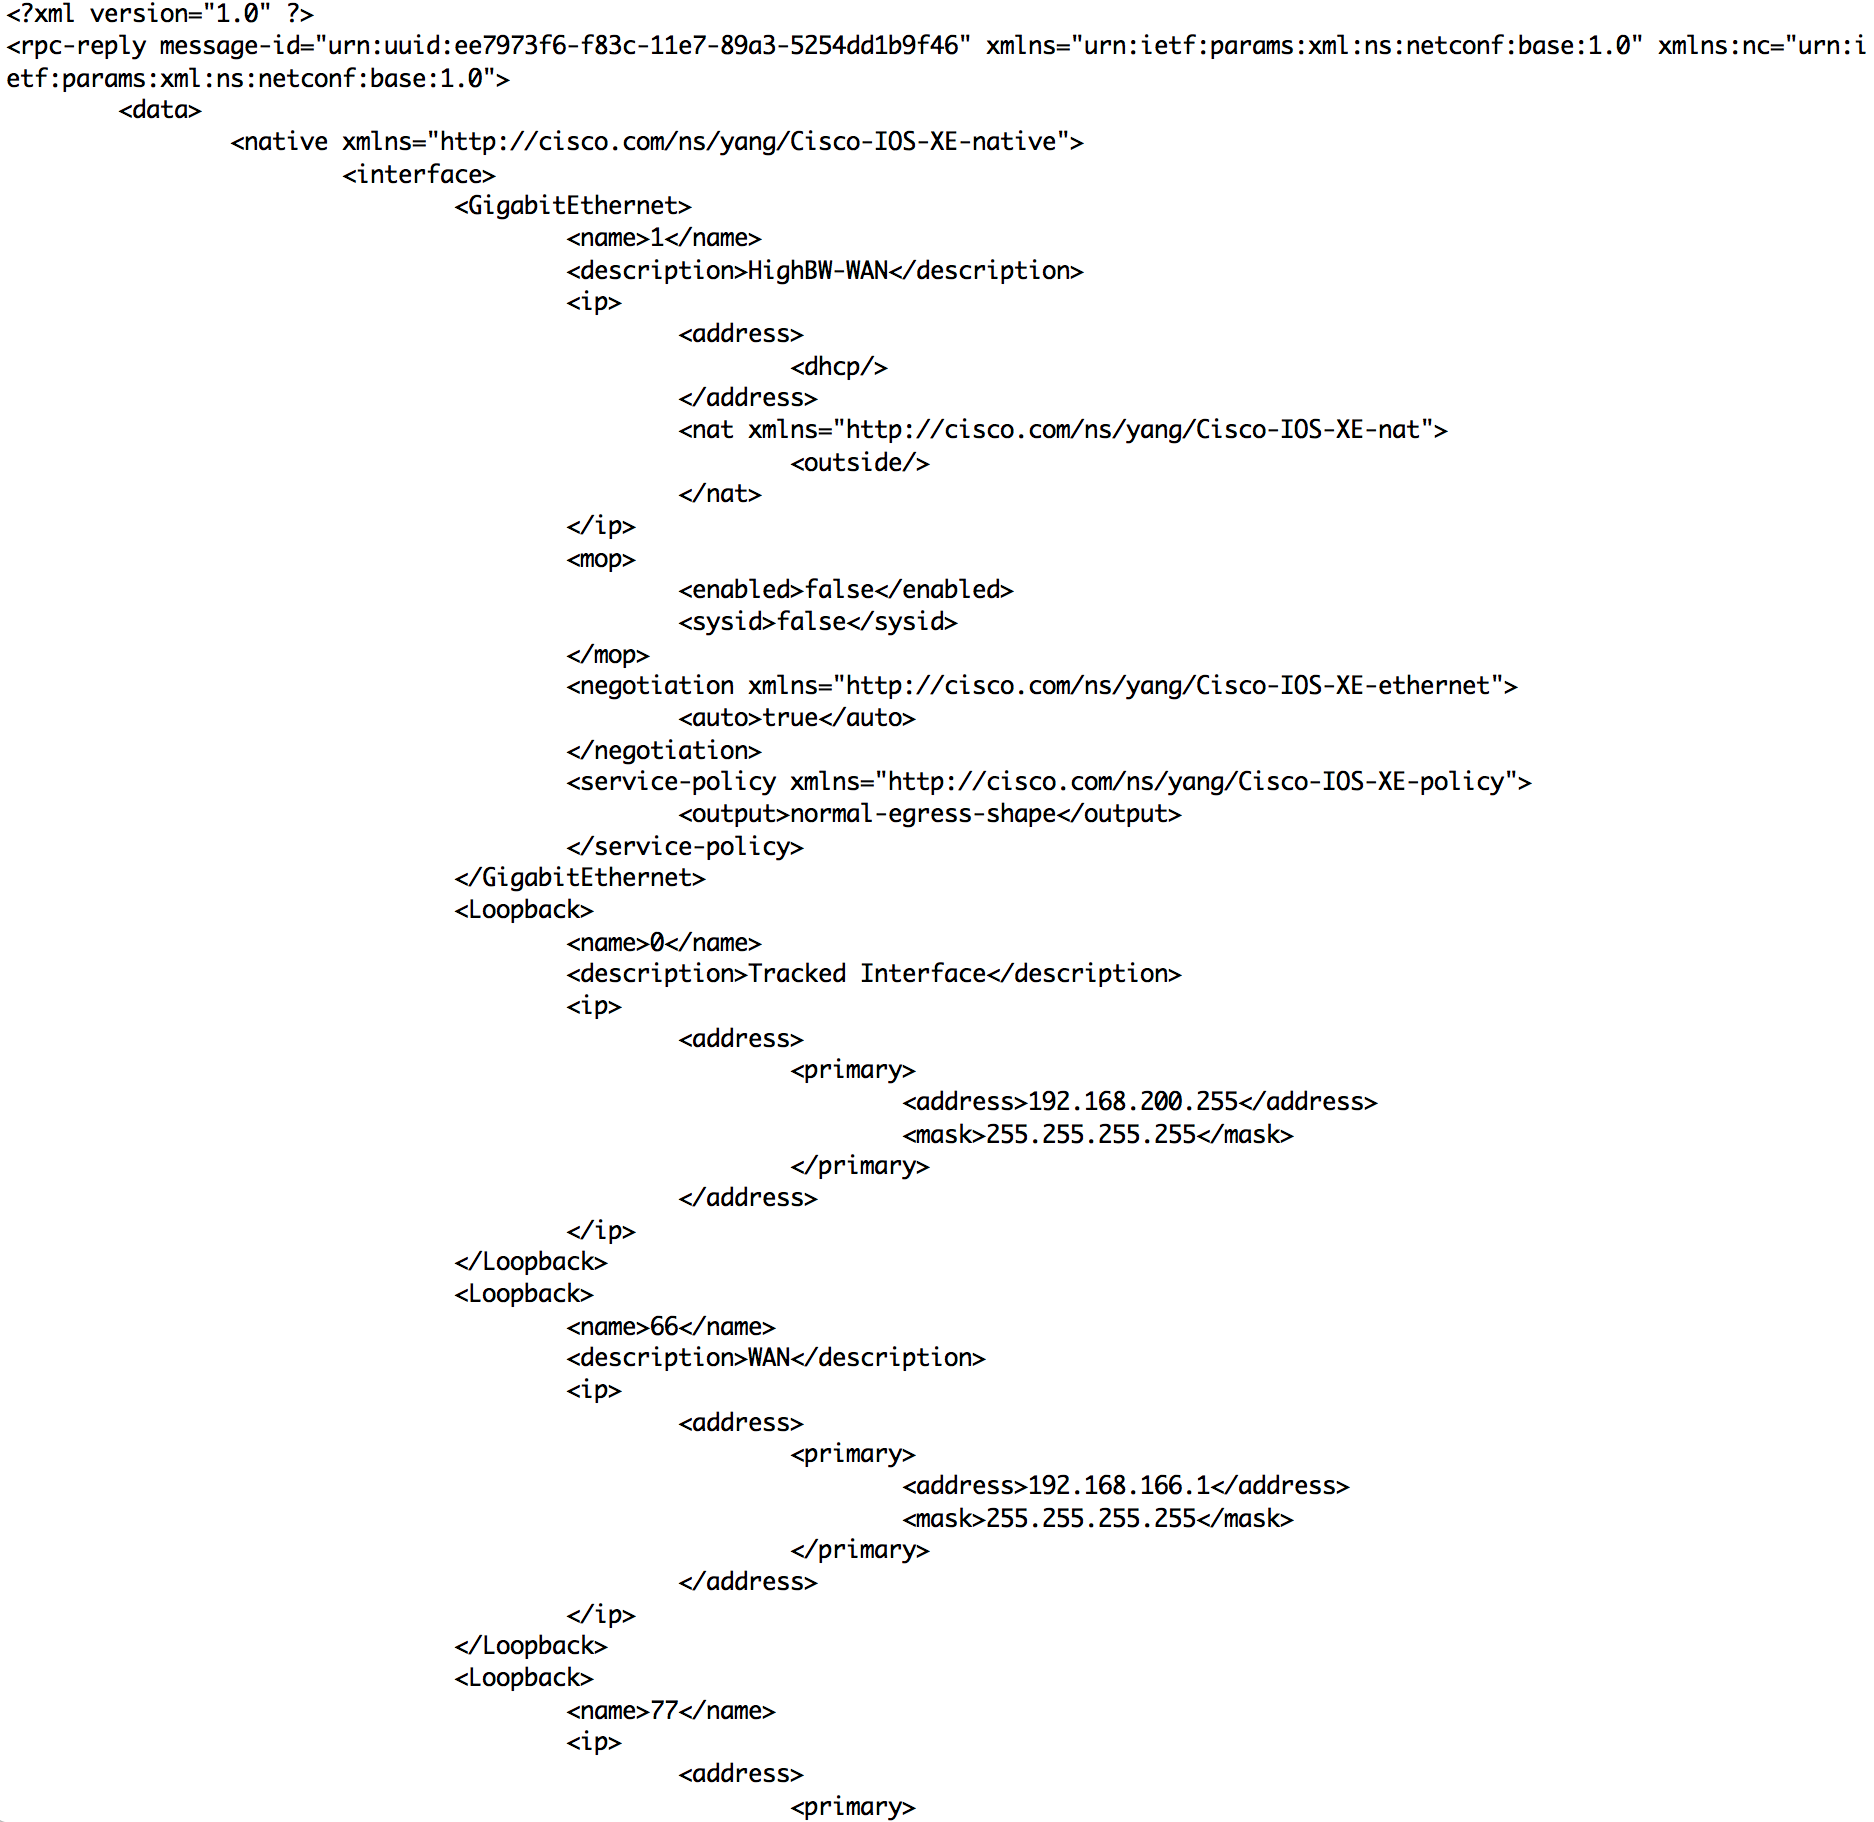 <?xml version="1.0" ?>
<rpc-reply message-id="urn:uuid:ee7973f6-f83c-11e7-89a3-5254dd1b9f46" xmlns="urn:ietf:params:xml:ns:netconf:base:1.0" xmlns:nc="urn:i
etf:params:xml:ns:netconf:base:1.0">
	<data>
		<native xmlns="http://cisco.com/ns/yang/Cisco-IOS-XE-native">
			<interface>
				<GigabitEthernet>
					<name>1</name>
					<description>HighBW-WAN</description>
					<ip>
						<address>
							<dhcp/>
						</address>
						<nat xmlns="http://cisco.com/ns/yang/Cisco-IOS-XE-nat">
							<outside/>
						</nat>
					</ip>
					<mop>
						<enabled>false</enabled>
						<sysid>false</sysid>
					</mop>
					<negotiation xmlns="http://cisco.com/ns/yang/Cisco-IOS-XE-ethernet">
						<auto>true</auto>
					</negotiation>
					<service-policy xmlns="http://cisco.com/ns/yang/Cisco-IOS-XE-policy">
						<output>normal-egress-shape</output>
					</service-policy>
				</GigabitEthernet>
				<Loopback>
					<name>0</name>
					<description>Tracked Interface</description>
					<ip>
						<address>
							<primary>
								<address>192.168.200.255</address>
								<mask>255.255.255.255</mask>
							</primary>
						</address>
					</ip>
				</Loopback>
				<Loopback>
					<name>66</name>
					<description>WAN</description>
					<ip>
						<address>
							<primary>
								<address>192.168.166.1</address>
								<mask>255.255.255.255</mask>
							</primary>
						</address>
					</ip>
				</Loopback>
				<Loopback>
					<name>77</name>
					<ip>
						<address>
							<primary>